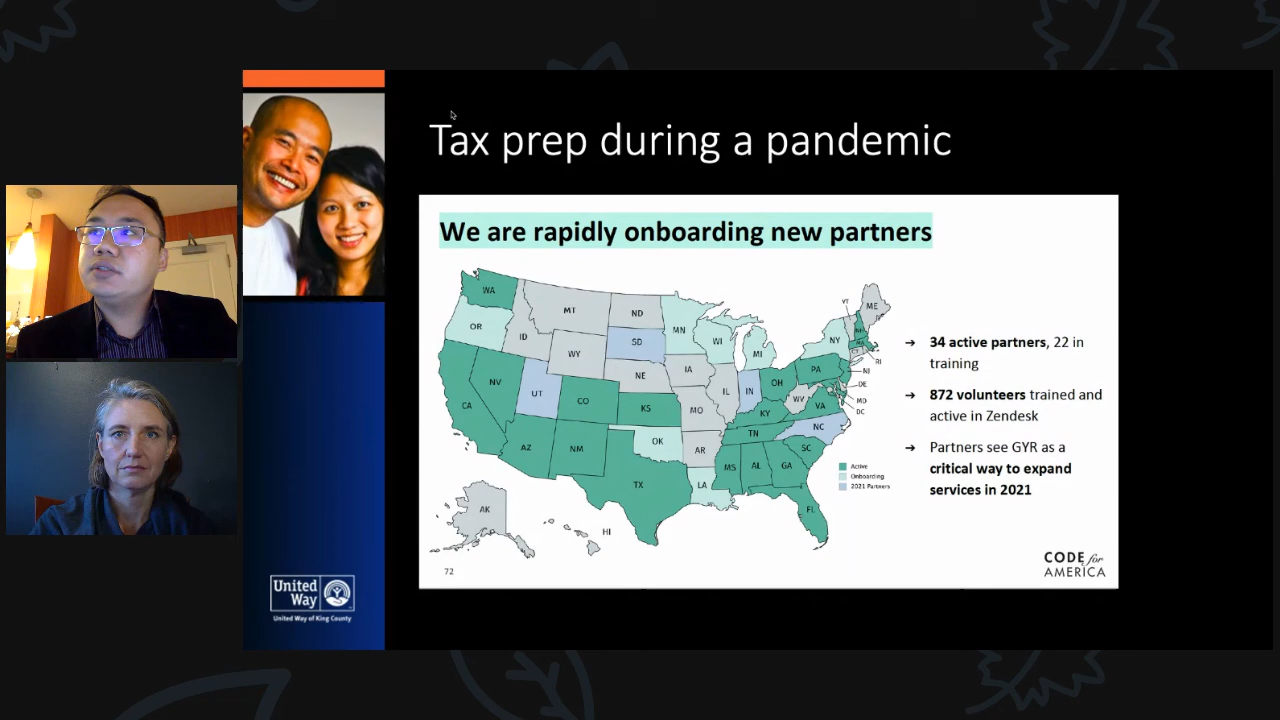 Tax prep during a pandemic
We are rapidly onboarding new partners
WA
OR
CA
NV
ID
MT
WY
UT
AZ
CO
NM
ND
SD
NE
KS
OK
TX
MN
IA
MO
AR
LA
WI
IL
MI
IN
OH
KY
TN
MS
AL
GA
FL
SC
NC
VA
WV
PA
NY
VT
ME
NH
MA
CT
RI
NJ
DE
MD
DC
AK
HI
Active
Onboarding
2021 Partners
→ 34 active partners, 22 in
training
→ 872 volunteers trained and
active in Zendesk
→ Partners see GYR as a
critical way to expand
services in 2021
72
CODE for
AMERICA
United
Way
United Way of King County